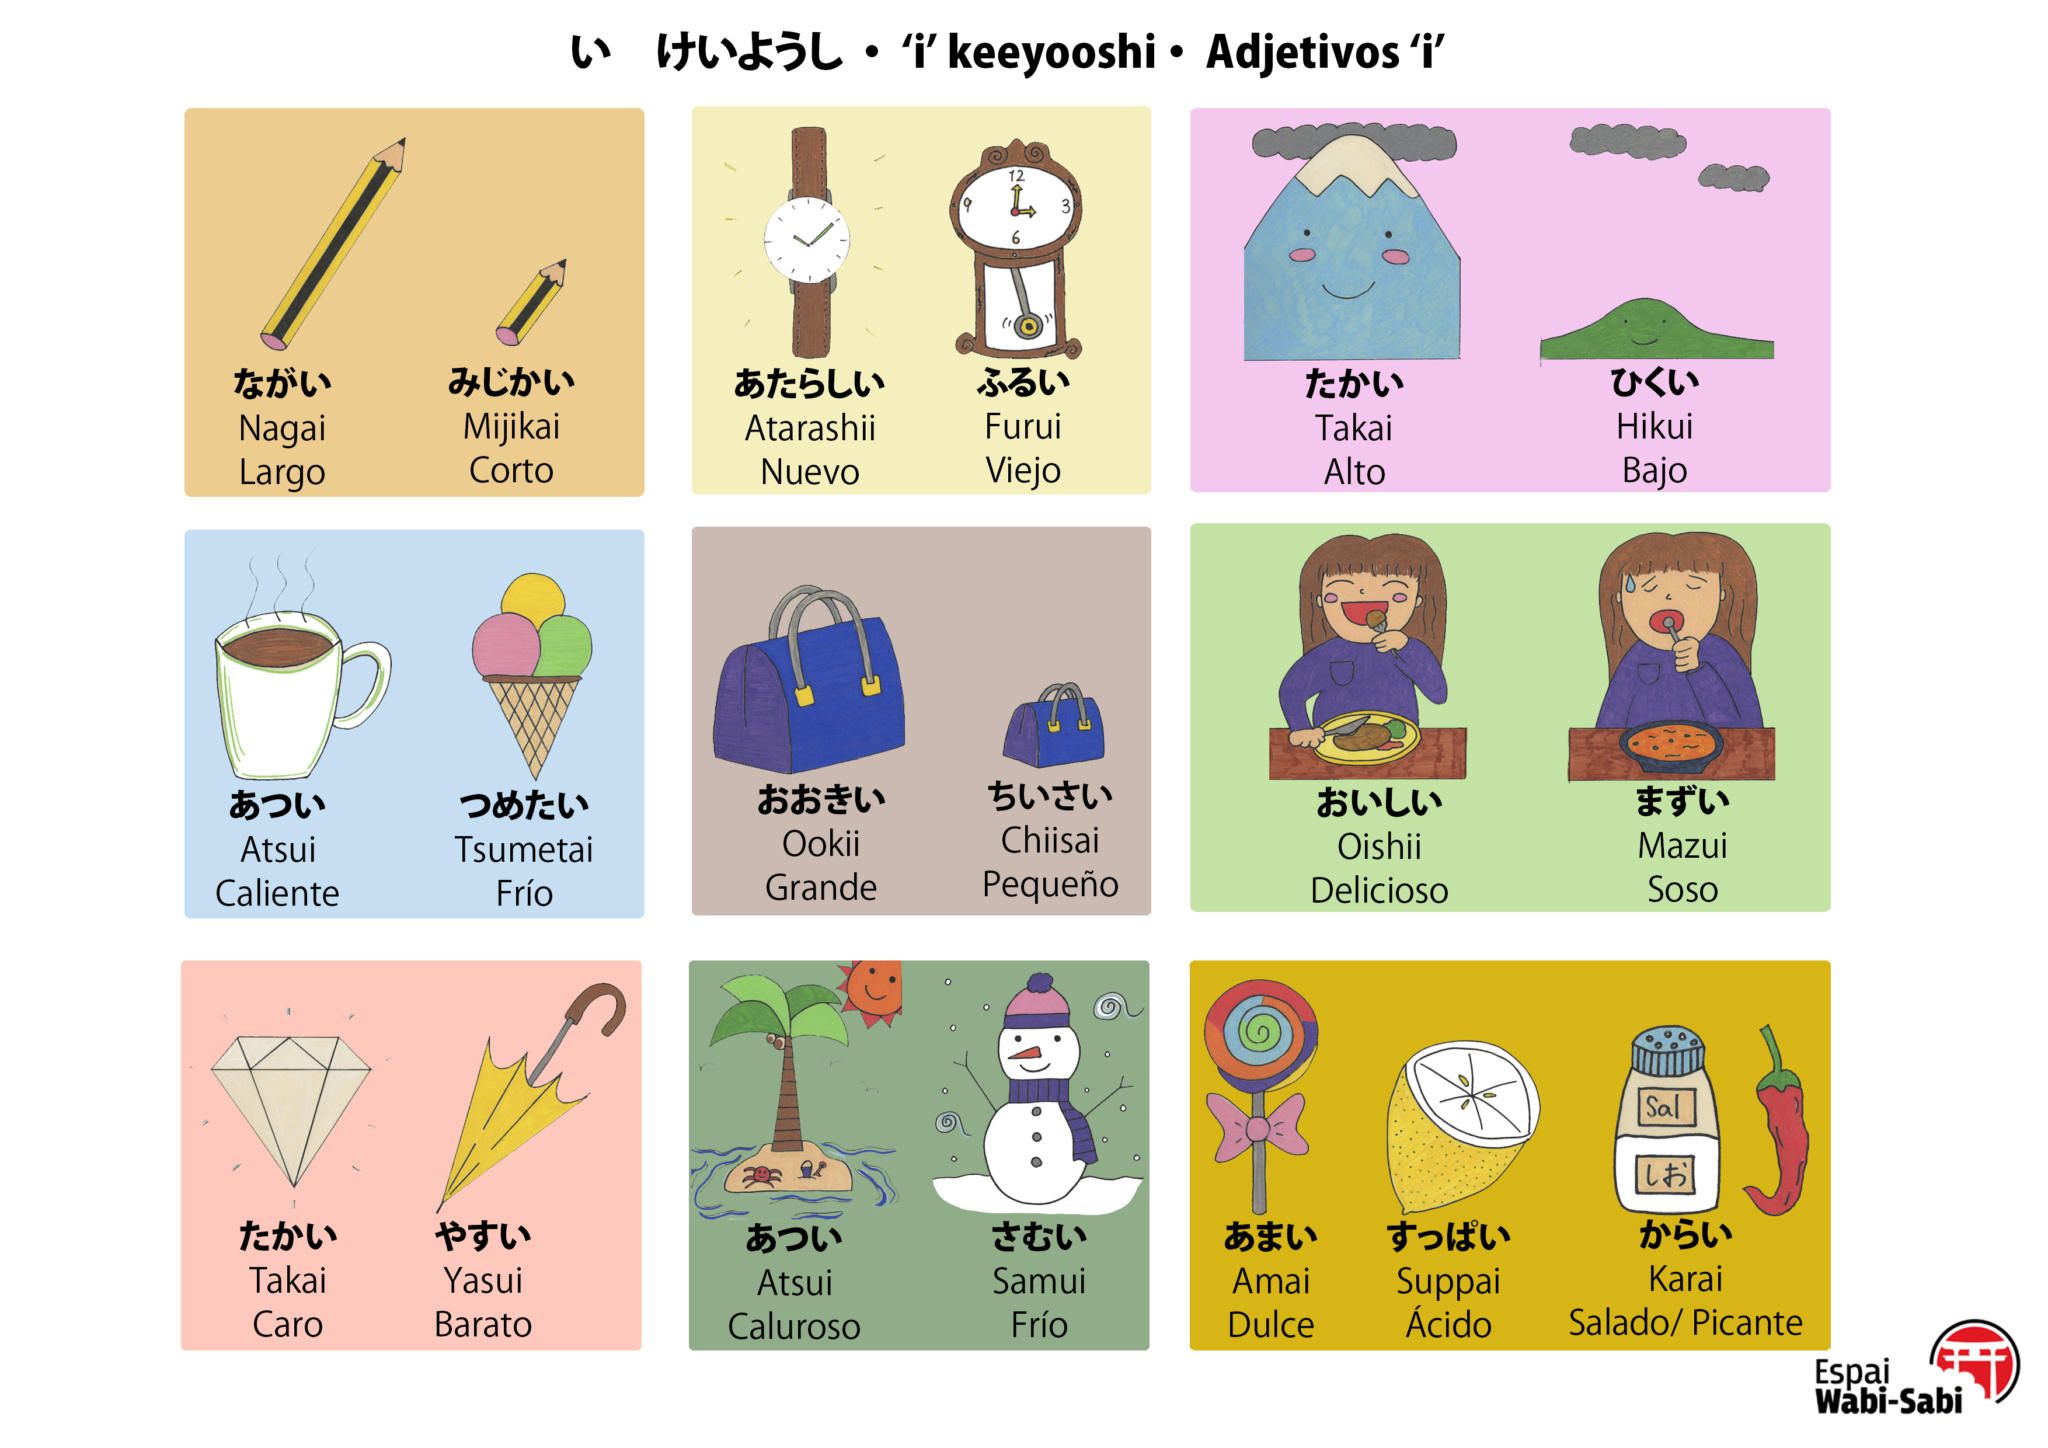 い　けいようし・ ‘i’ keeyooshi・ Adjetivos ‘i’
ながい
Nagai
Largo
みじかい
Mijikai
Corto
12
9
3
6
あたらしい
Atarashii
Nuevo
ふるい
Furui
Viejo
たかい
Takai
Alto
ひくい
Hikui
Bajo
あつい
Atsui
Caliente
つめたい
Tsumetai
Frío
おおきい
Ookii
Grande
ちいさい
Chiisai
Pequeño
おいしい
Oishii
Delicioso
まずい
Mazui
Soso
たかい
Takai
Caro
やすい
Yasui
Barato
あつい
Atsui
Caluroso
さむい
Samui
Frío
あまい
Amai
Dulce
すっぱい
Suppai
Ácido
Sal
しお
からい
Karai
Salado/ Picante
Espai
Wabi-Sabi